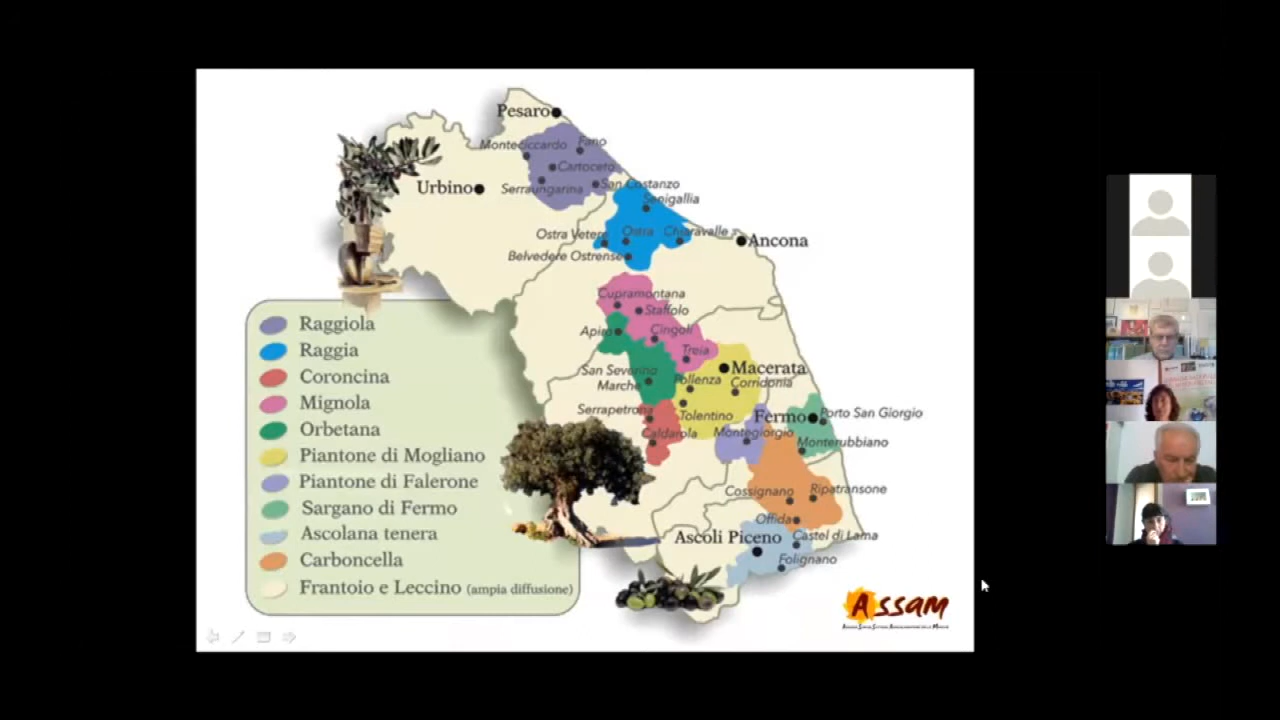 Pesaro
Monteciccardo
Fano
Cartoceto
Urbino
Serraungarina
San Costanzo
Senigallia
Ostra Vetere
Ostra
Chiaravalle
Ancona
Belvedere Ostrense
Cupramontana
Staffolo
Apiro
Cingoli
Treia
Macerata
San Severino
Marche
Pollenza
Corridonia
Serrapetrona
Tolentino
Fermo
Porto San Giorgio
Caldarola
Montegiorgio
Monterubbiano
Cossignano
Ripatransone
Offida
Ascoli Piceno
Castel di Lama
Folignano
Raggiola
Raggia
Coroncina
Mignola
Orbetana
Piantone di Mogliano
Piantone di Falerone
Sargano di Fermo
Ascolana tenera
Carboncella
Frantoio e Leccino (ampia diffusione)
Assam